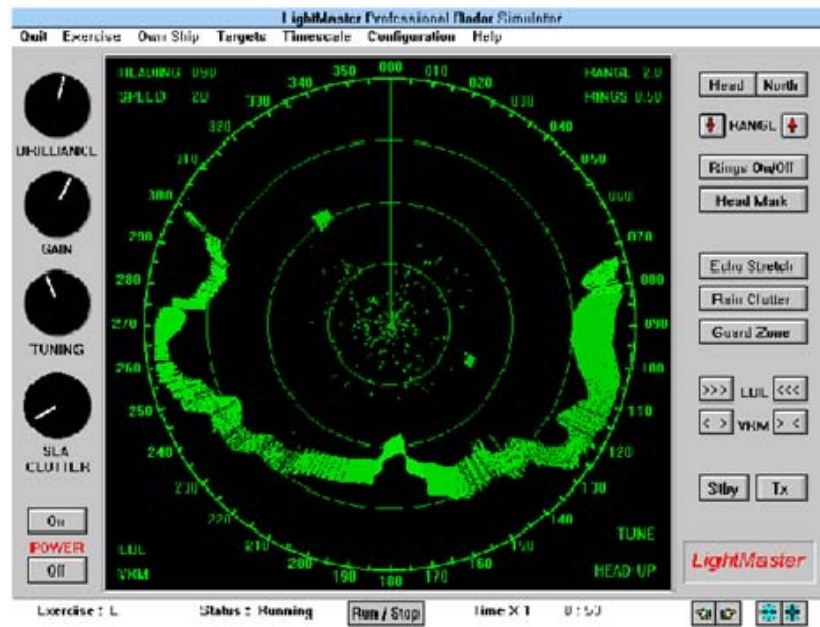 LightMaster Professional Radar Simulator
Quit Exercise Own Ship Targets Timescale Configuration Help
HEADING 090
SPEED 20
RANGE 2.0
RINGS 0.50
000 010 020 030 040 050 060 070 080 090 100 110 120 130 140 150 160 170 180 190 200 210 220 230 240 250 260 270 280 290 300 310 320 330 340 350
BRILLIANCE
GAIN
TUNING
SEA
CLUTTER
On
POWER
Off
EBL
VRM
TUNE
HEAD UP
Head North
RANGE
Rings On/Off
Head Mark
Echo Stretch
Rain Clutter
Guard Zone
>>> EBL <<<
< > VRM > <
Stby Tx
LightMaster
Exercise : E Status : Running Run / Stop Time X 1 0 : 50